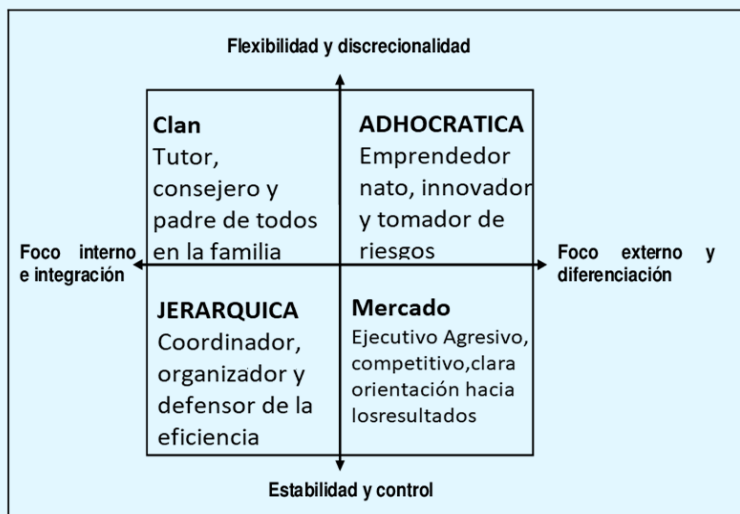 Flexibilidad y discrecionalidad
Clan
Tutor,
consejero y
padre de todos
en la familia
ADHOCRATICA
Emprendedor
nato, innovador
y tomador de
riesgos
Foco interno
e integración
Foco externo y
diferenciación
JERARQUICA
Coordinador,
organizador y
defensor de la
eficiencia
Mercado
Ejecutivo Agresivo,
competitivo,clara
orientación hacia
losresultados
Estabilidad y control